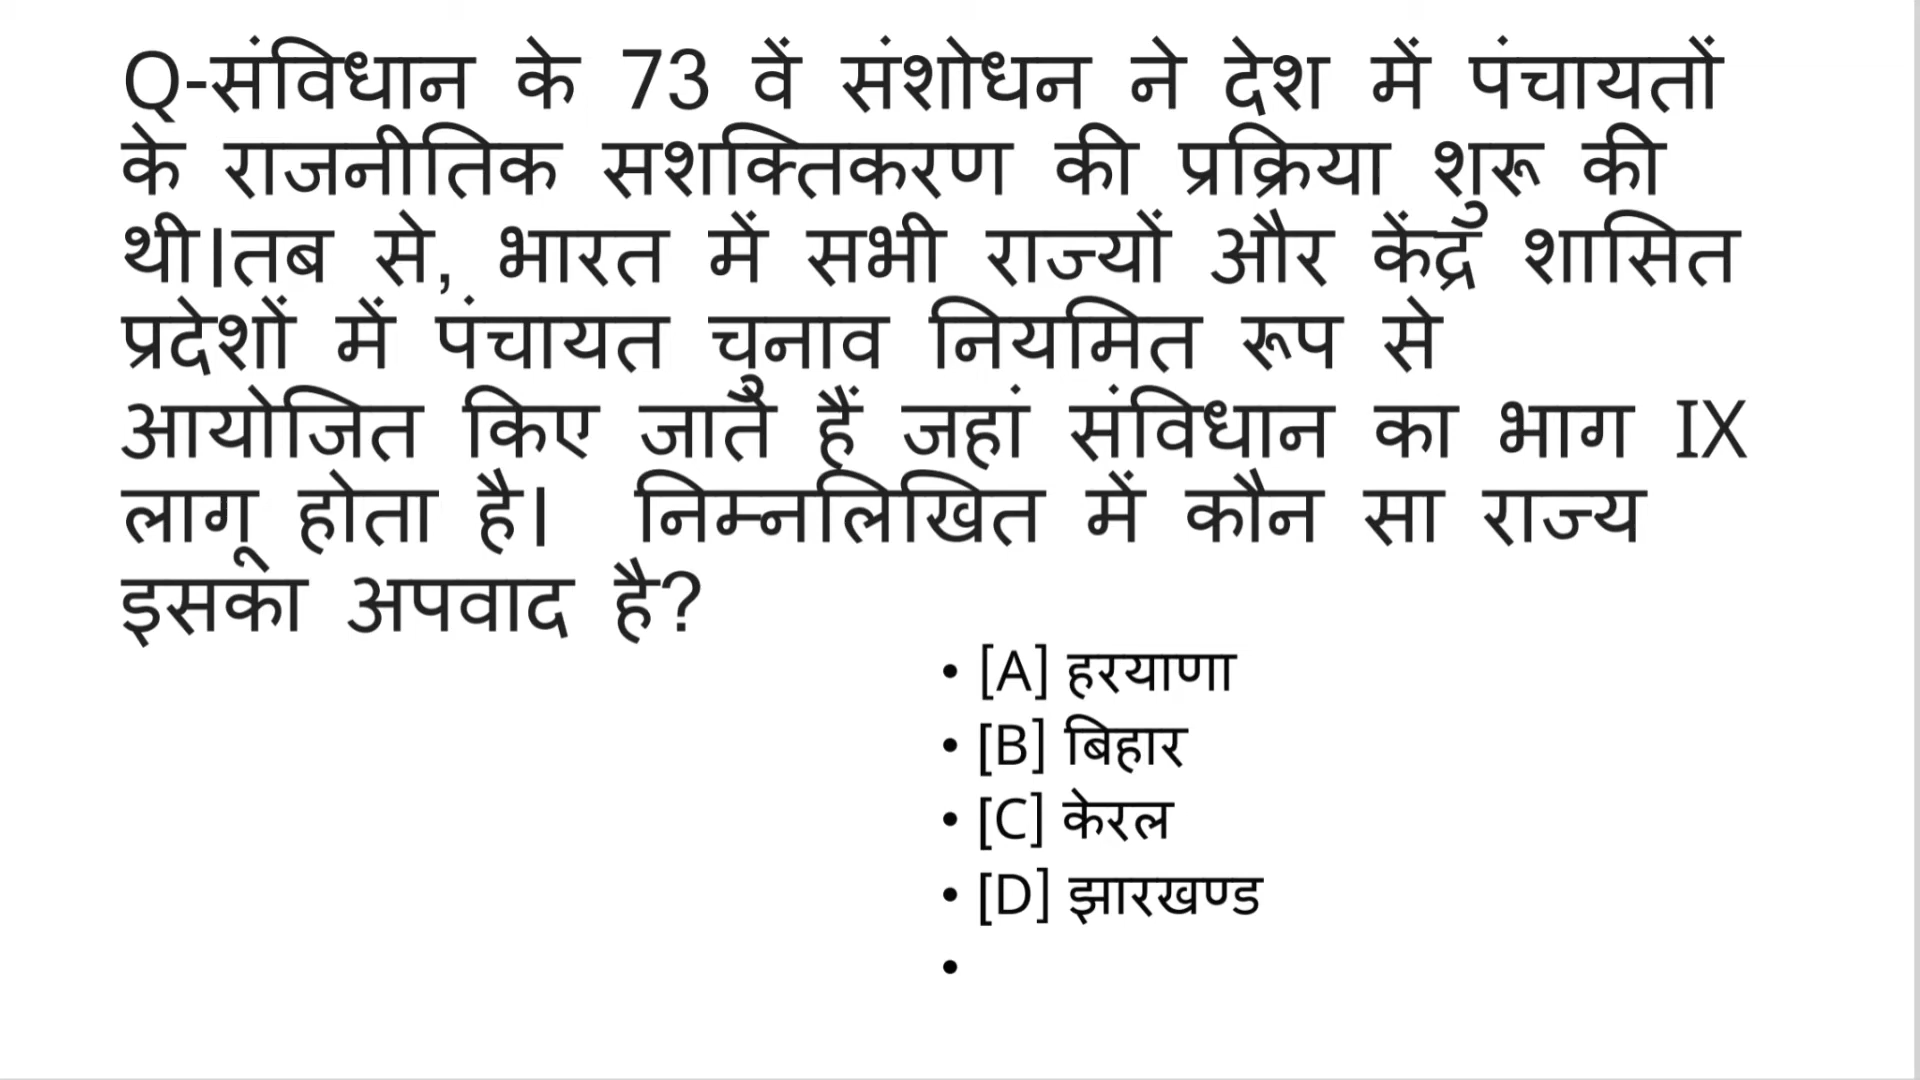 Q-संविधान के 73 वें संशोधन ने देश में पंचायतों
के राजनीतिक सशक्तिकरण की प्रक्रिया शुरू की
थी।तब से, भारत में सभी राज्यों और केंद्र शासित
प्रदेशों में पंचायत चुनाव नियमित रूप से
आयोजित किए जाते हैं जहां संविधान का भाग IX
लागू होता है। निम्नलिखित में कौन सा राज्य
इसका अपवाद है?
• [A] हरयाणा
• [B] बिहार
• [C] केरल
• [D] झारखण्ड
•